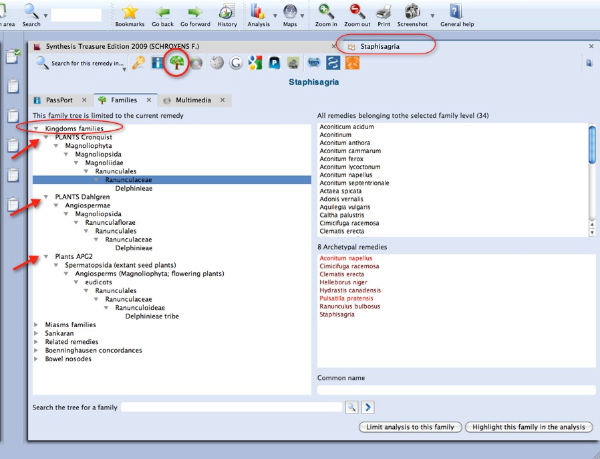 n area Search Bookmarks Go back Go forward History Analysis Maps Zoom in Zoom out Print Screenshot General help
Synthesis Treasure Edition 2009 (SCHROYENS F.)
Staphisagria
Search for this remedy in...
Staphisagria
PassPort Families Multimedia
This family tree is limited to the current remedy
Kingdoms families
PLANTS Cronquist
Magnoliophyta
Magnoliopsida
Magnoliidae
Ranunculales
Ranunculaceae
Delphinieae
PLANTS Dahlgren
Angiospermae
Magnoliopsida
Ranunculaflorae
Ranunculales
Ranunculaceae
Delphinieae
Plants APG2
Spermatopsida (extant seed plants)
Angiosperms (Magnoliophyta; flowering plants)
eudicots
Ranunculales
Ranunculaceae
Ranunculoideae
Delphinieae tribe
Miasms families
Sankaran
Related remedies
Boenninghausen concordances
Bowel nosodes
All remedies belonging tothe selected family level (34)
Aconiticum acidum
Aconitinum
Aconitum anthora
Aconitum cammarum
Aconitum ferox
Aconitum lycoctonum
Aconitum napellus
Aconitum septentrionale
Actaea spicata
Adonis vernalis
Aquilegia vulgaris
Caltha palustris
Cimicifuga racemosa
Clematis erecta
8 Archetypal remedies
Aconitum napellus
Cimicifuga racemosa
Clematis erecta
Helleborus niger
Hydrastis canadensis
Pulsatilla pratensis
Ranunculus bulbosus
Staphisagria
Common name
Search the tree for a family
Limit analysis to this family Highlight this family in the analysis